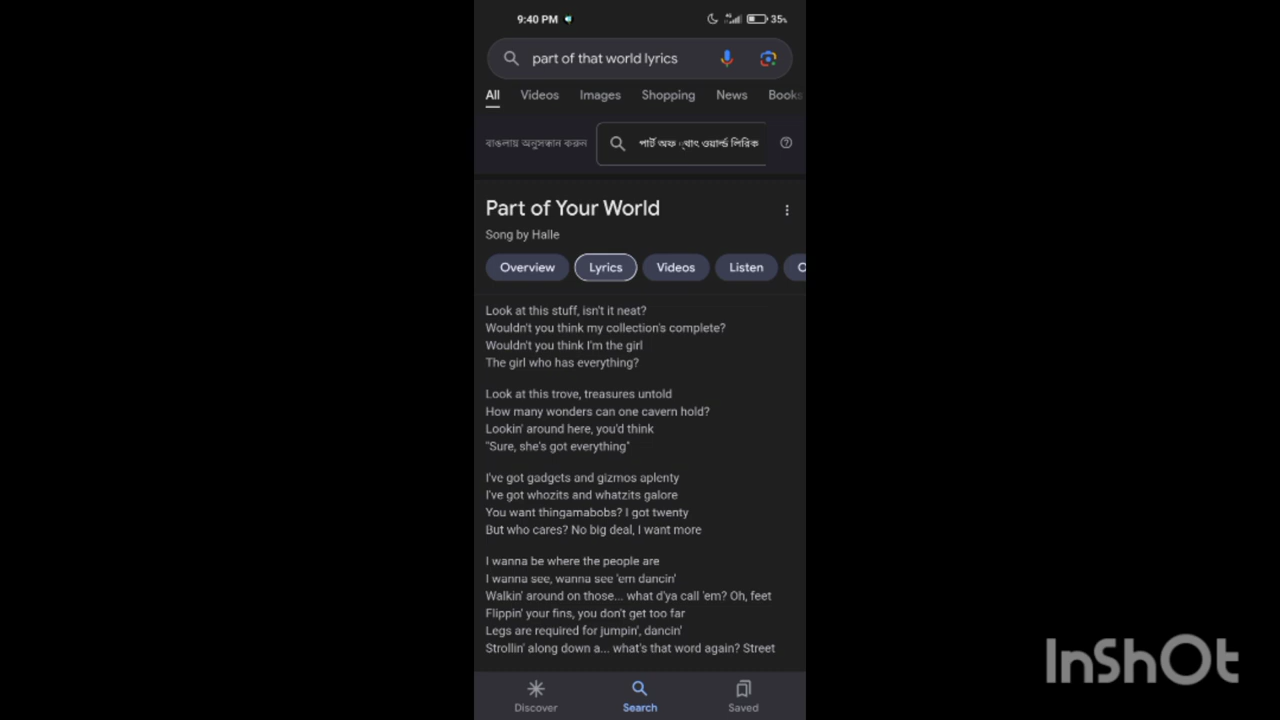 9:40 PM 4G 35%
part of that world lyrics
All Videos Images Shopping News Books
বাঙলায় অনুসন্ধান করুন পার্ট অফ থ্যাৎ ওয়ার্ল্ড লিরিক
Part of Your World
Song by Halle
Overview Lyrics Videos Listen O
Look at this stuff, isn't it neat?
Wouldn't you think my collection's complete?
Wouldn't you think I'm the girl
The girl who has everything?
Look at this trove, treasures untold
How many wonders can one cavern hold?
Lookin' around here, you'd think
"Sure, she's got everything"
I've got gadgets and gizmos aplenty
I've got whozits and whatzits galore
You want thingamabobs? I got twenty
But who cares? No big deal, I want more
I wanna be where the people are
I wanna see, wanna see 'em dancin'
Walkin' around on those... what d'ya call 'em? Oh, feet
Flippin' your fins, you don't get too far
Legs are required for jumpin', dancin'
Strollin' along down a... what's that word again? Street
Discover Search Saved
InShOt